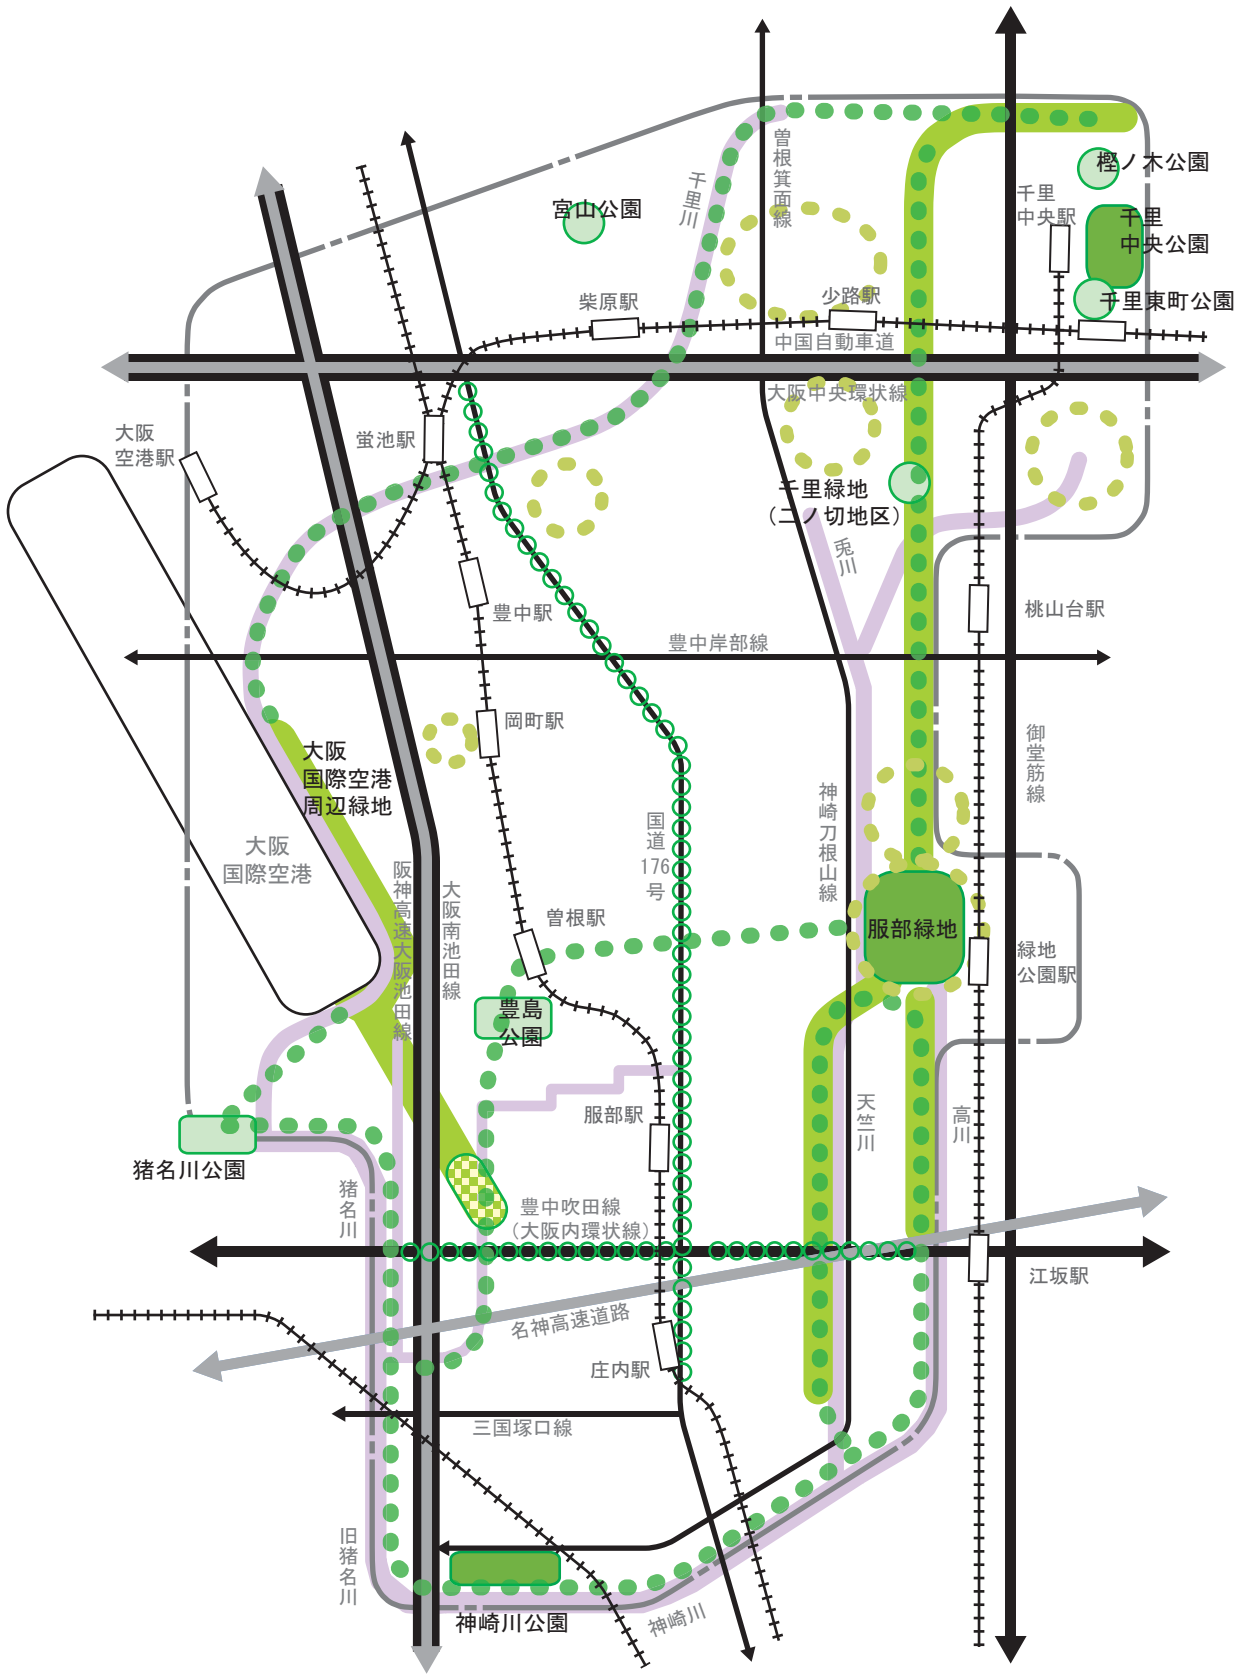 曽根箕面線
千里川
樫ノ木公園
千里
中央駅
千里
中央公園
宮山公園
千里東町公園
柴原駅
少路駅
中国自動車道
大阪中央環状線
大阪
空港駅
蛍池駅
千里緑地
（二ノ切地区）
兎川
豊中駅
桃山台駅
豊中岸部線
岡町駅
御堂筋線
大阪
国際空港
周辺緑地
大阪
国際空港
国道176号
神崎刀根山線
阪神高速大阪池田線
大阪南池田線
曽根駅
服部緑地
緑地
公園駅
豊島
公園
服部駅
天竺川
高川
猪名川公園
猪名川
豊中吹田線
（大阪内環状線）
江坂駅
名神高速道路
庄内駅
三国塚口線
旧猪名川
神崎川公園
神崎川